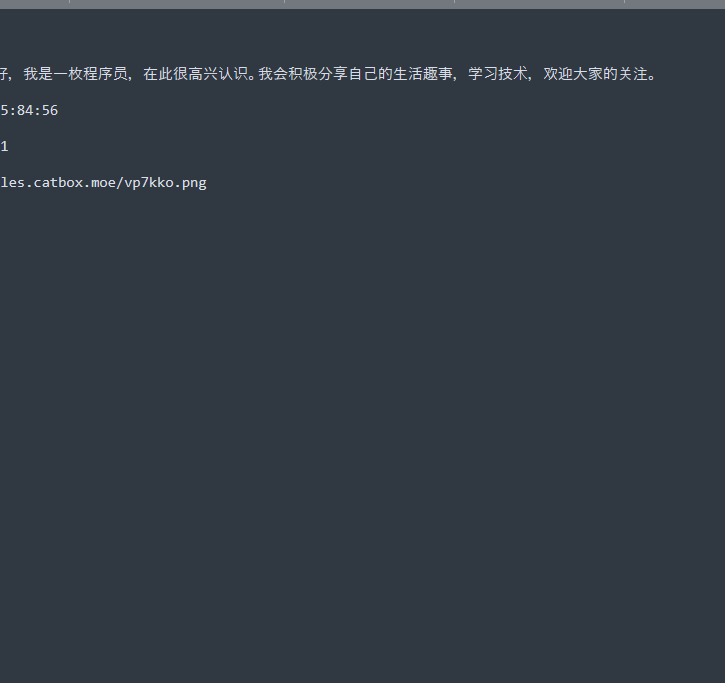 好, 我是一枚程序员, 在此很高兴认识。我会积极分享自己的生活趣事, 学习技术, 欢迎大家的关注。
5:84:56
1
les.catbox.moe/vp7kko.png